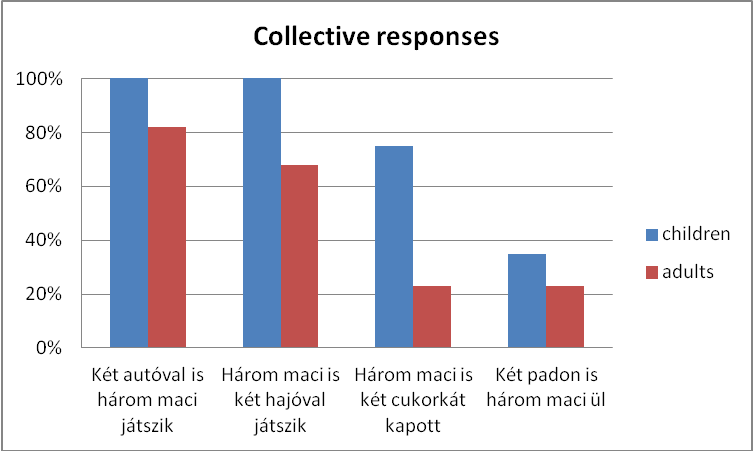 Collective responses
100%
80%
60%
40%
20%
0%
Két autóval is
három maci
játszik
Három maci is
két hajóval
játszik
Három maci is
két cukorkát
kapott
Két padon is
három maci ül
children
adults